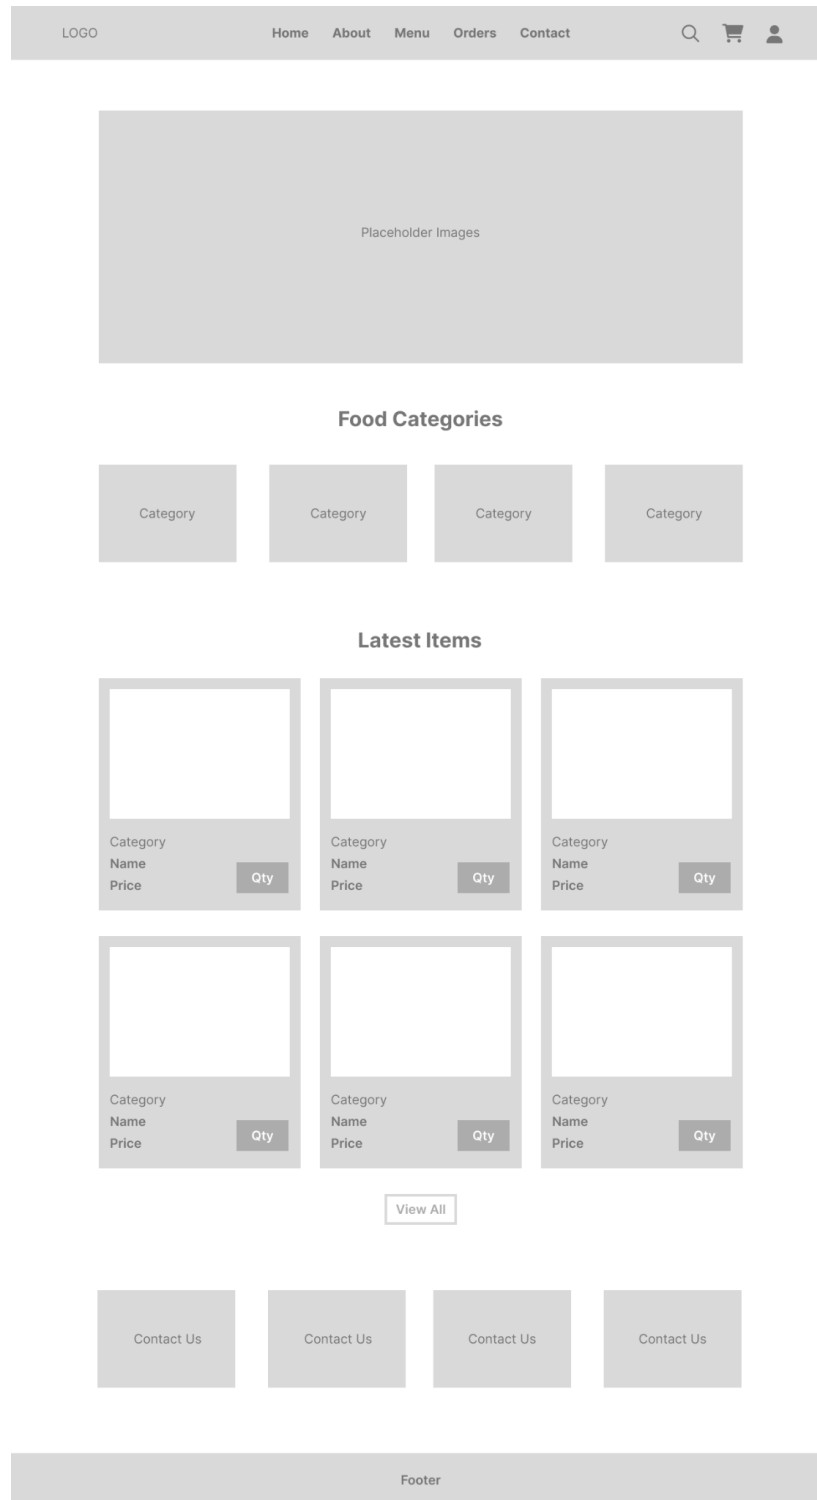 LOGO Home About Menu Orders Contact
Placeholder Images
Food Categories
Category Category Category Category
Latest Items
Category Category Category
Name Name Name
Price Qty Price Qty Price Qty
Category Category Category
Name Name Name
Price Qty Price Qty Price Qty
View All
Contact Us Contact Us Contact Us Contact Us
Footer